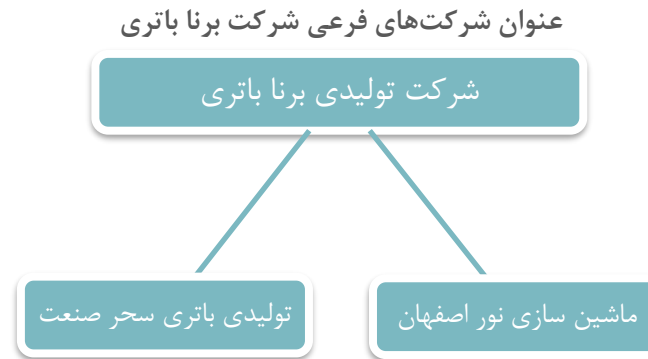 عنوان شرکت‌های فرعی شرکت برنا باتری
شرکت تولیدی برنا باتری
ماشین سازی نور اصفهان
تولیدی باتری سحر صنعت